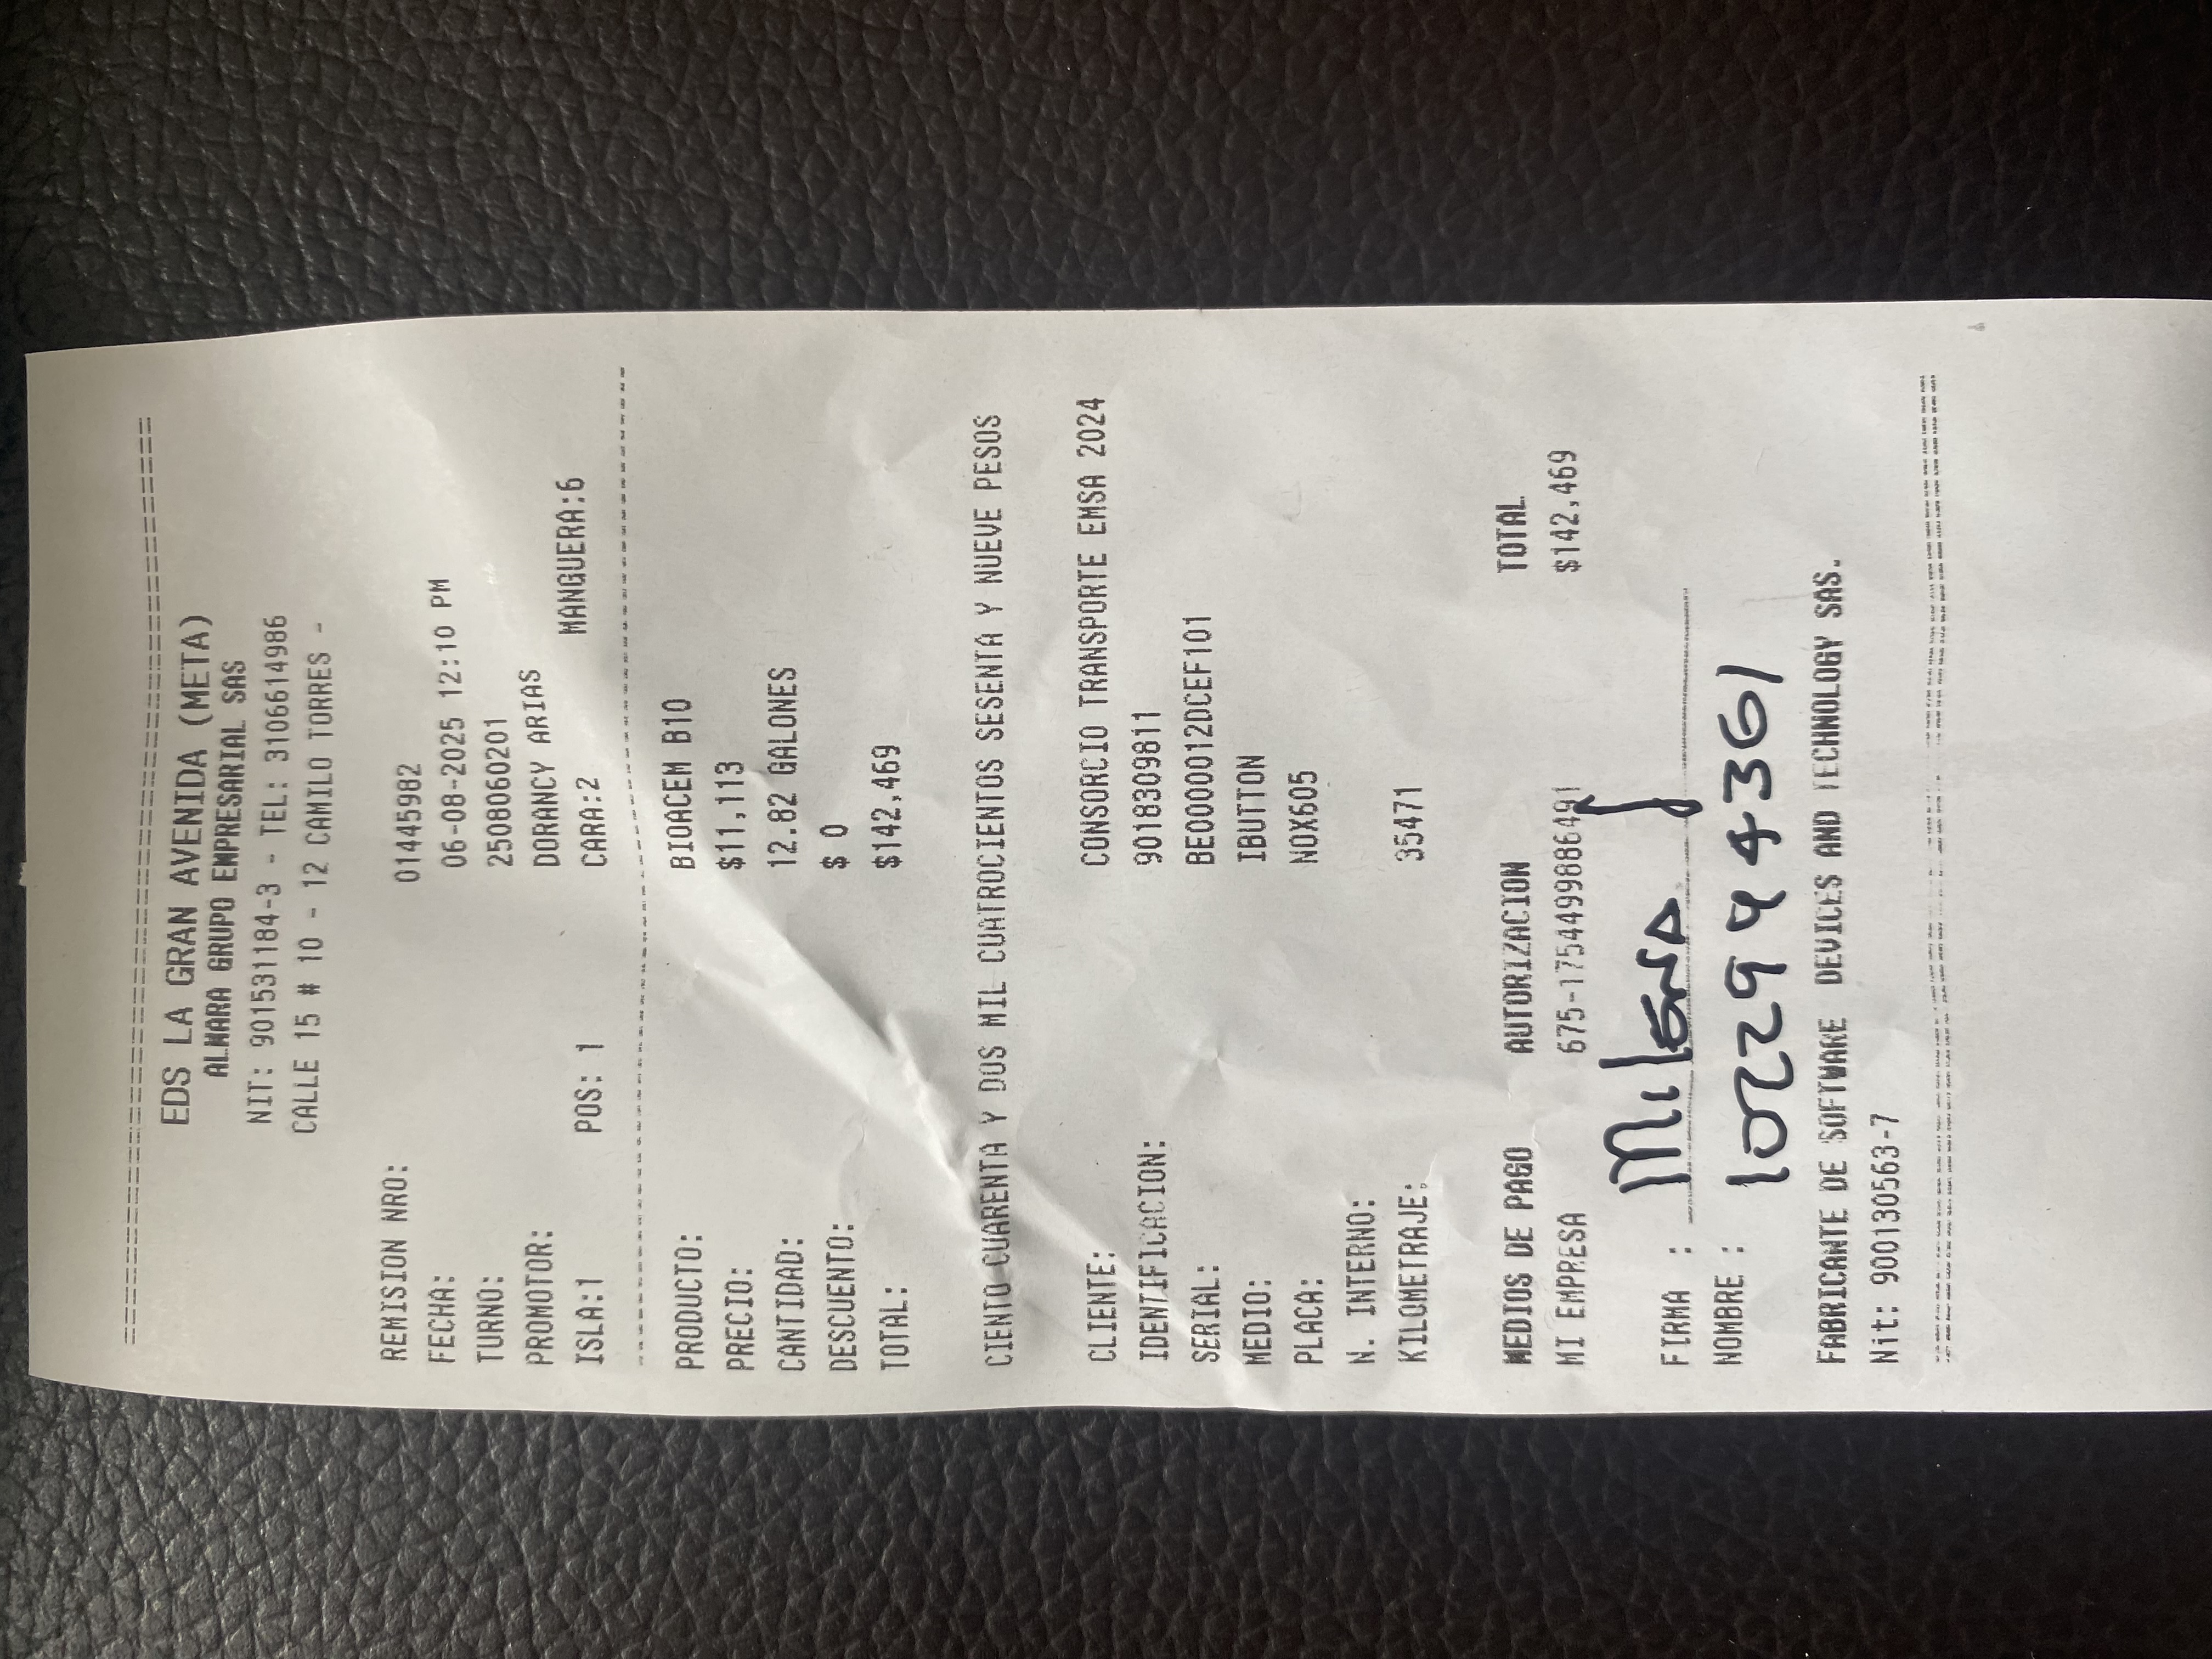 EDS LA GRAN AVENIDA (META)
ALMARA GRUPO EMPRESARIAL SAS
NIT: 901531184-3 - TEL: 3106614986
CALLE 15 # 10 - 12 CAMILO TORRES -
REMISION NRO: 01445982
FECHA: 06-08-2025 12:10 PM
TURNO: 2508060201
PROMOTOR: DORANCY ARIAS
ISLA:1 POS: 1 CARA:2 MANGUERA:6
PRODUCTO: BIOACEM B10
PRECIO: $11,113
CANTIDAD: 12.82 GALONES
DESCUENTO: $ 0
TOTAL: $142,469
CIENTO CUARENTA Y DOS MIL CUATROCIENTOS SESENTA Y NUEVE PESOS
CLIENTE: CONSORCIO TRANSPORTE EMSA 2024
IDENTIFICACION: 9018309811
SERIAL: BE0000012DCEF101
MEDIO: IBUTTON
PLACA: NOX605
N. INTERNO:
KILOMETRAJE: 35471
MEDIOS DE PAGO AUTORIZACION TOTAL
MI EMPRESA 675-1754499886491 $142,469
FIRMA : Milena J
NOMBRE : 1022994361
FABRICANTE DE SOFTWARE DEVICES AND TECHNOLOGY SAS.
Nit: 900130563-7